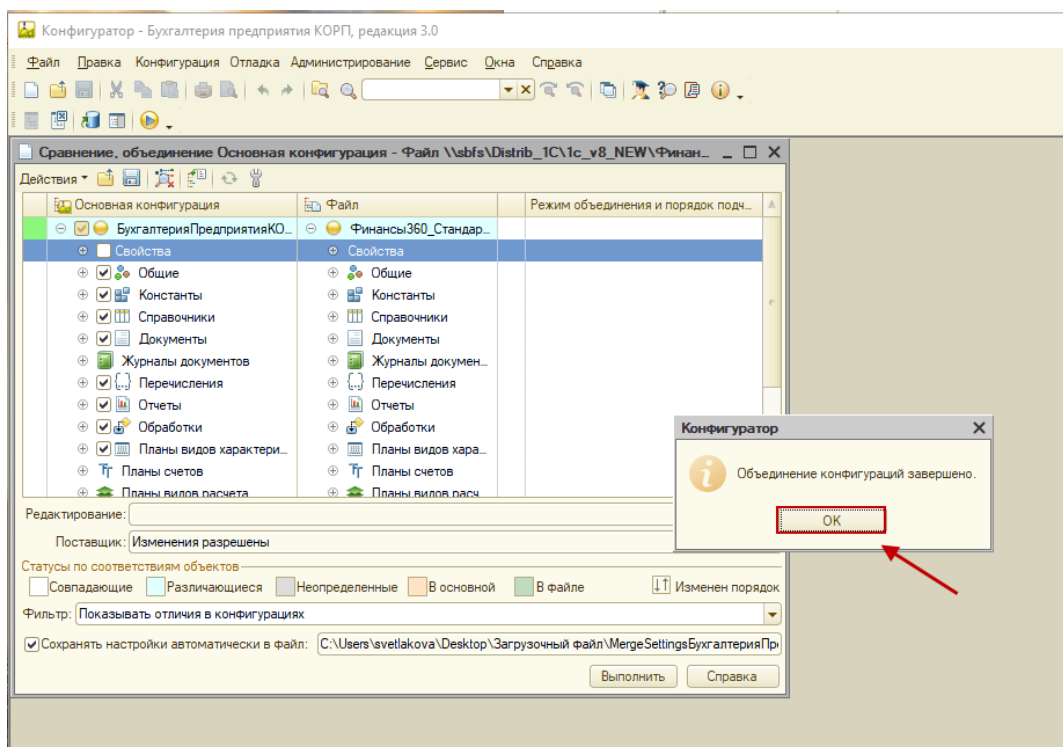 Конфигуратор - Бухгалтерия предприятия КОРП, редакция 3.0
Файл Правка Конфигурация Отладка Администрирование Сервис Окна Справка
Сравнение, объединение Основная конфигурация - Файл \\sbfs\Distrib_1C\1c_v8_NEW\Финан...
Действия
Основная конфигурация Файл Режим объединения и порядок подч...
БухгалтерияПредприятияКО... Финансы360_Стандар...
Свойства Свойства
Общие Общие
Константы Константы
Справочники Справочники
Документы Документы
Журналы документов Журналы докумен...
Перечисления Перечисления
Отчеты Отчеты
Обработки Обработки
Планы видов характери... Планы видов хара...
Планы счетов Планы счетов
Планы видов расчета Планы видов расч
Конфигуратор
Объединение конфигураций завершено.
OK
Редактирование:
Поставщик: Изменения разрешены
Статусы по соответствиям объектов
Совпадающие Различающиеся Неопределенные В основной В файле Изменен порядок
Фильтр: Показывать отличия в конфигурациях
Сохранять настройки автоматически в файл: C:\Users\svetlakova\Desktop\Загрузочный файл\MergeSettingsБухгалтерияПр
Выполнить Справка